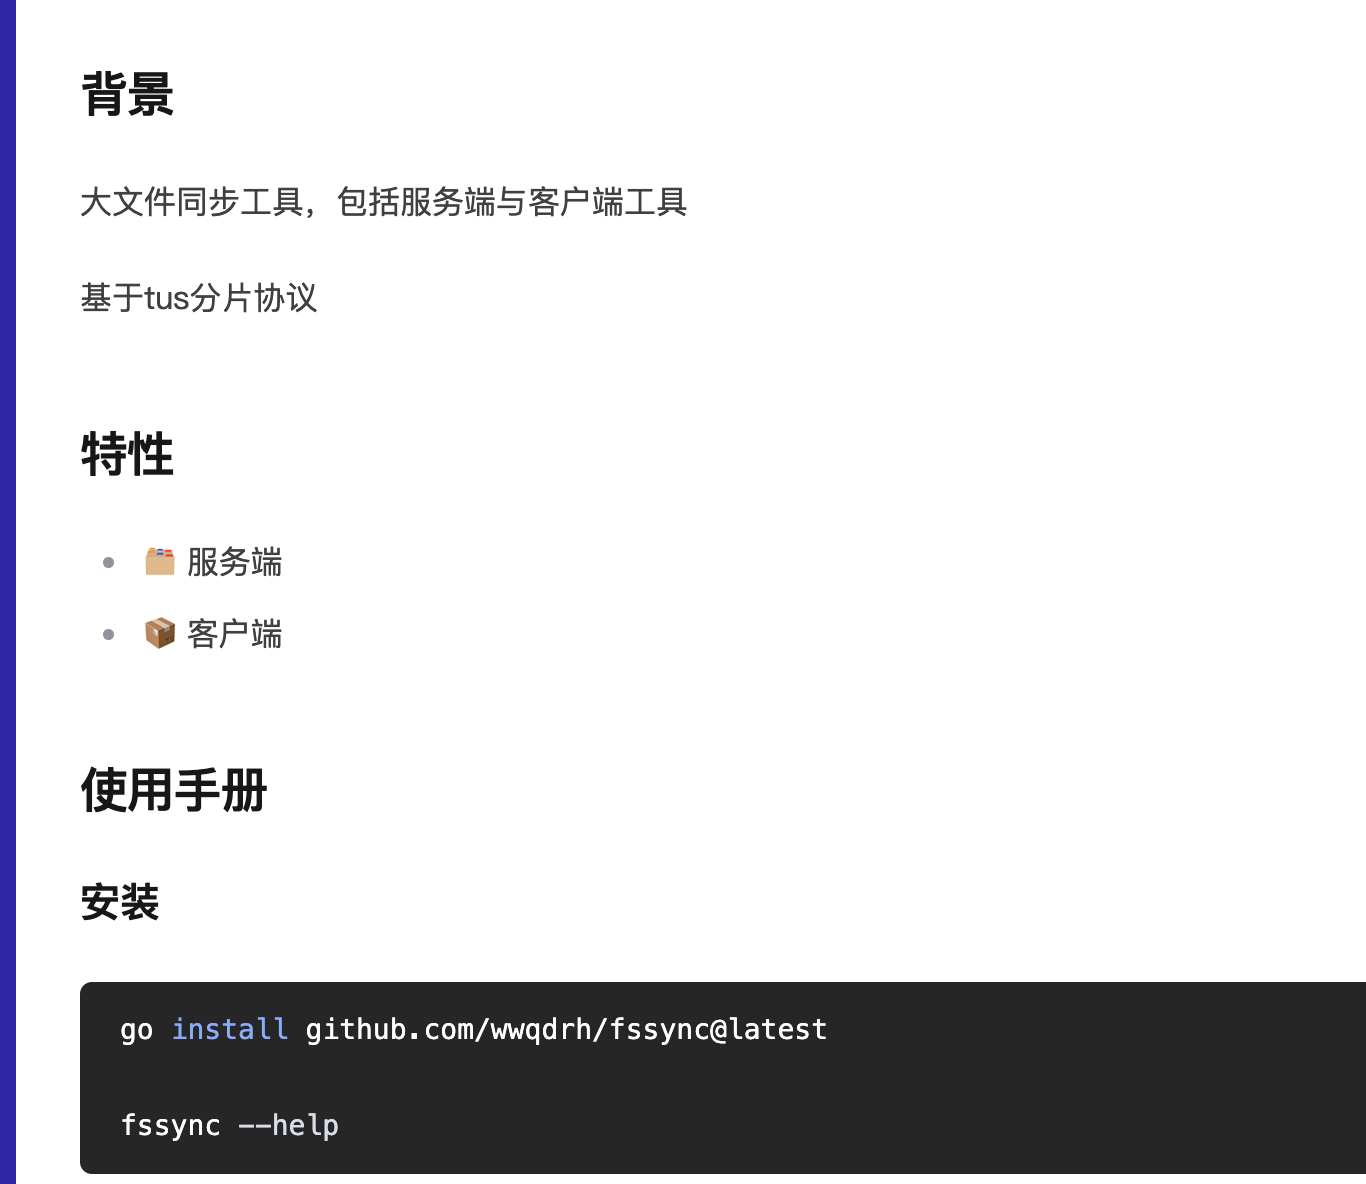 背景
大文件同步工具，包括服务端与客户端工具
基于tus分片协议
特性
🗂️ 服务端
📦 客户端
使用手册
安装
go install github.com/wwqdrh/fssync@latest
fssync --help